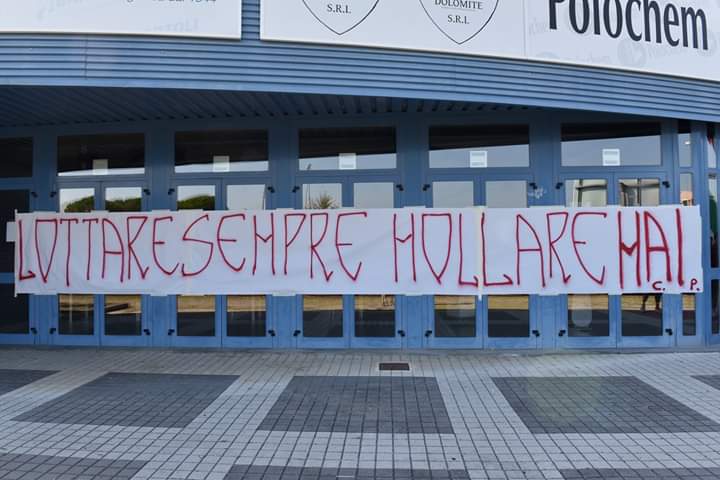 DOLOMITE
S.R.L
S.R.L
Polochem
LOTTARE SEMPRE MOLLARE MAI
C. P.